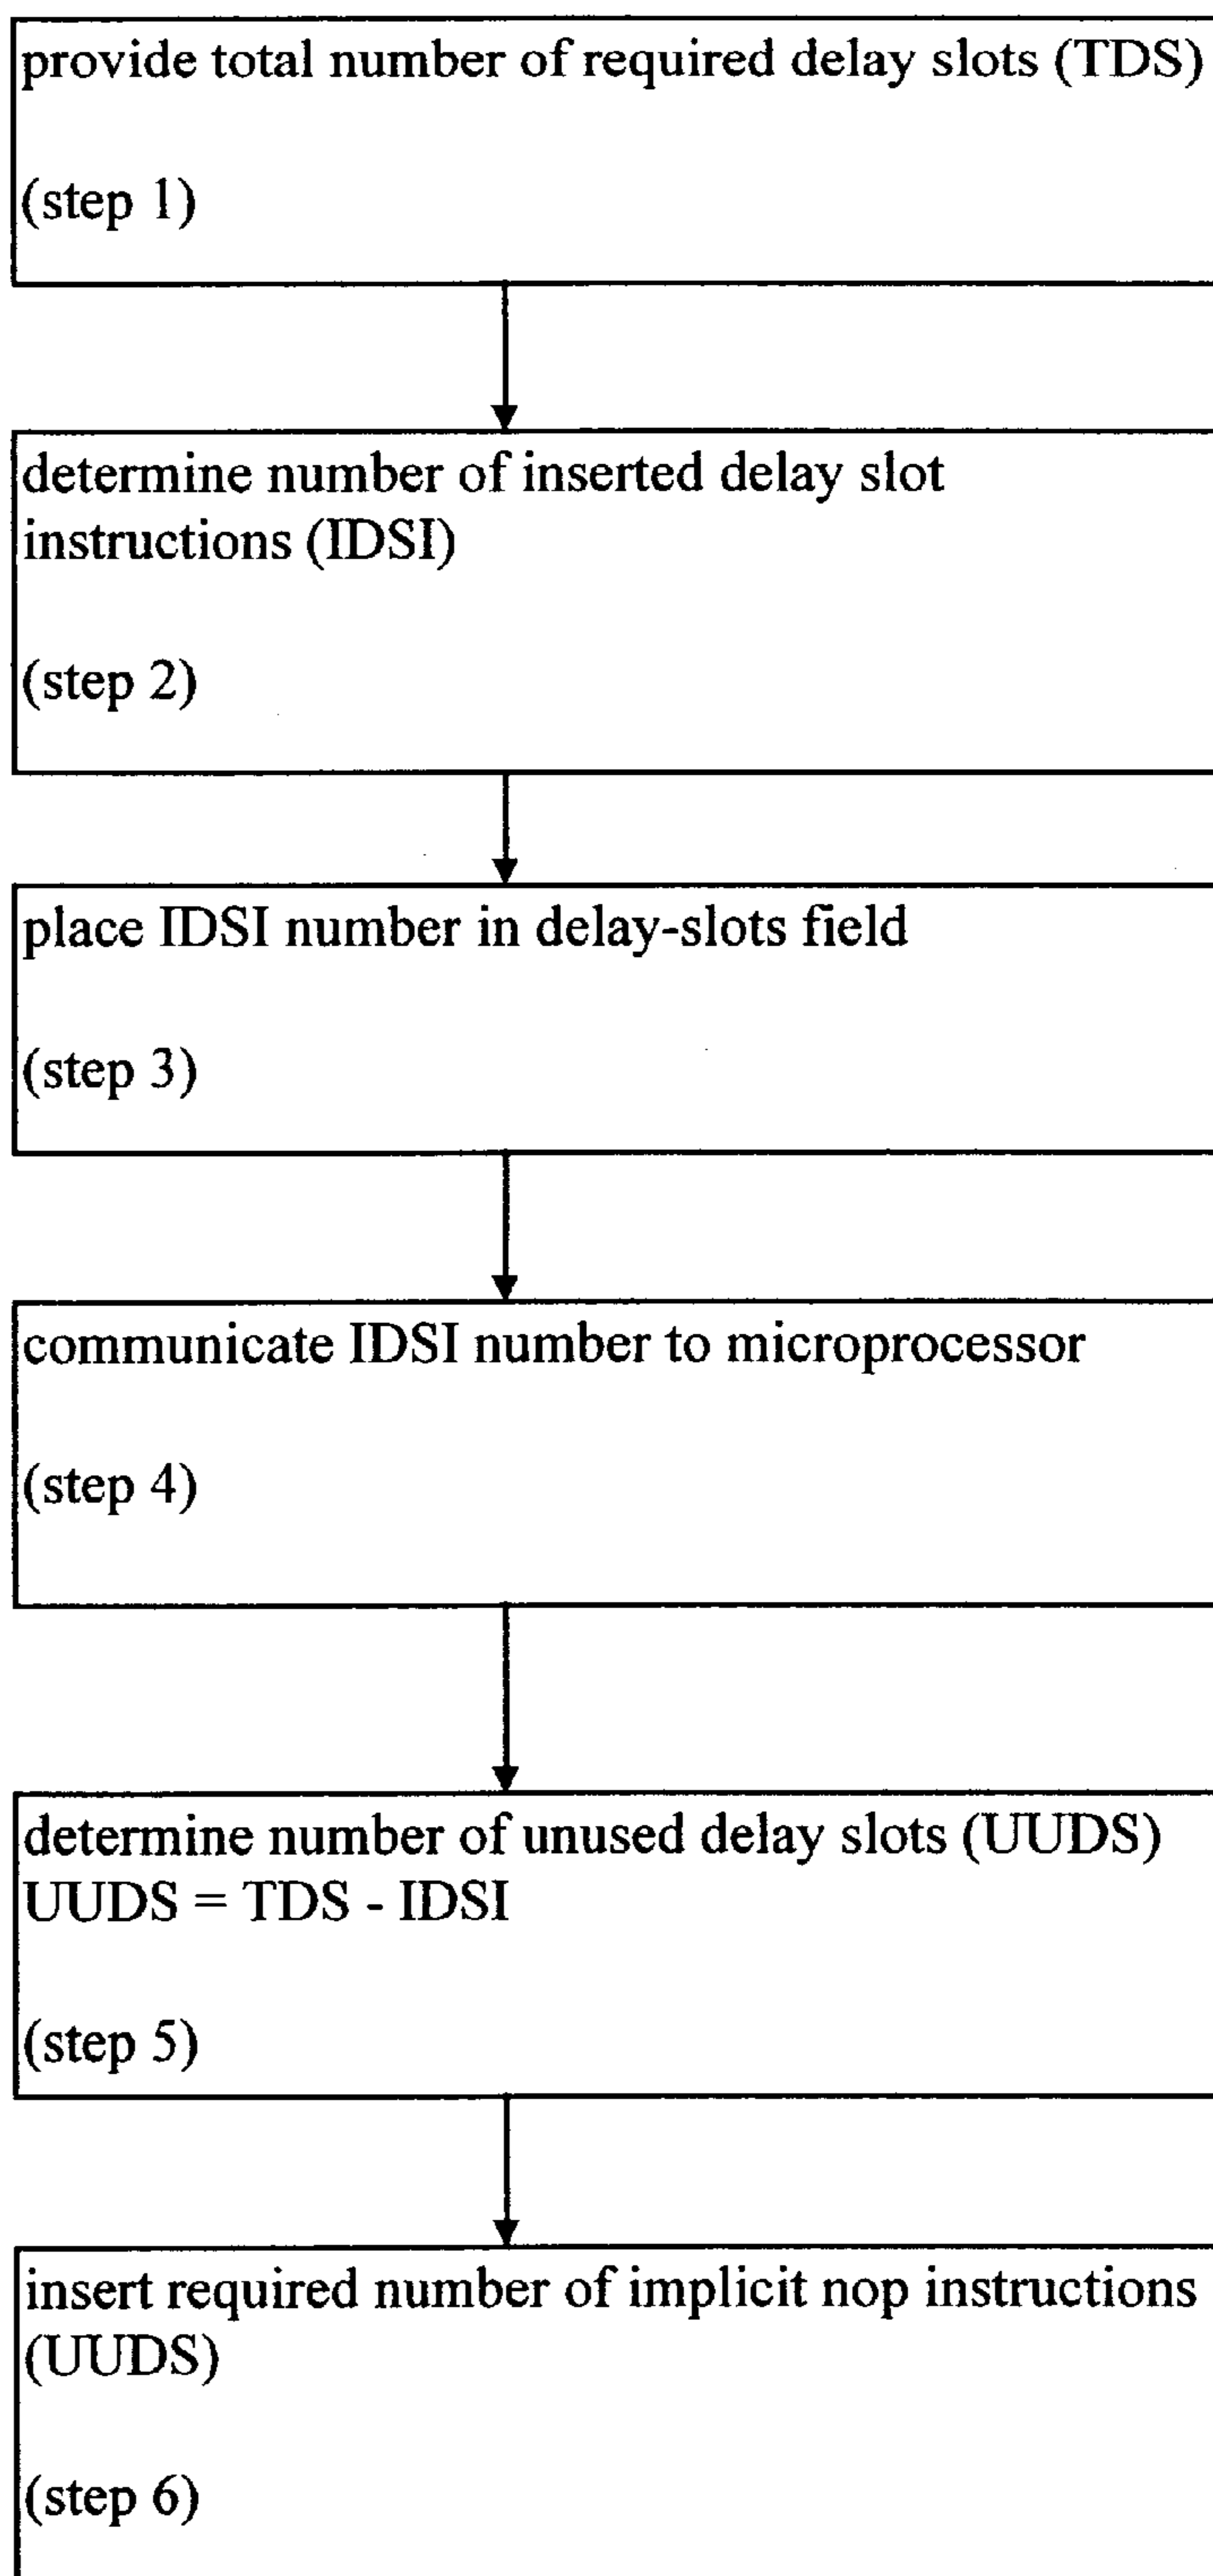 provide total number of required delay slots (TDS)
(step 1)
determine number of inserted delay slot
instructions (IDSI)
(step 2)
place IDSI number in delay-slots field
(step 3)
communicate IDSI number to microprocessor
(step 4)
determine number of unused delay slots (UUDS)
UUDS = TDS - IDSI
(step 5)
insert required number of implicit nop instructions
(UUDS)
(step 6)